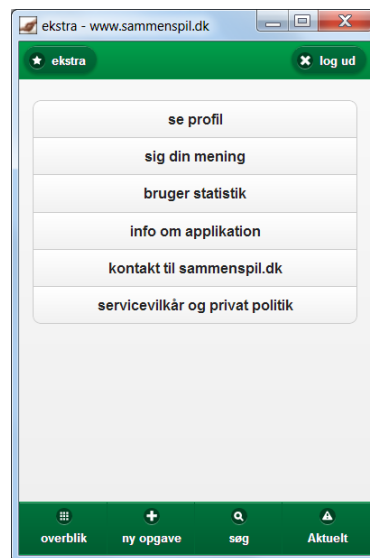 ekstra - www.sammenspil.dk
ekstra
log ud
se profil
sig din mening
bruger statistik
info om applikation
kontakt til sammenspil.dk
servicevilkår og privat politik
overblik
ny opgave
søg
Aktuelt